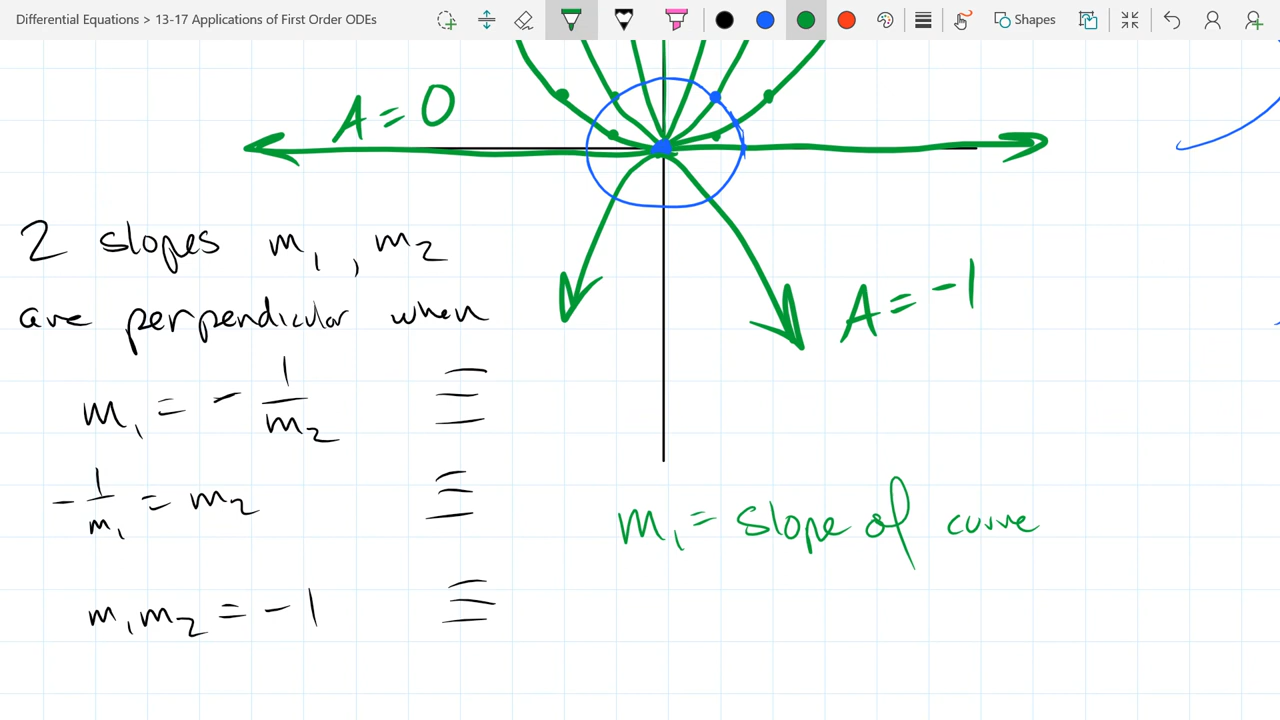 Differential Equations > 13-17 Applications of First Order ODEs
Shapes
A = 0
2 slopes m₁, m₂
are perpendicular when
A = -1
m₁ = - 1/m₂ ≡
- 1/m₁ = m₂ ≡
m₁ = slope of curve
m₁m₂ = -1 ≡